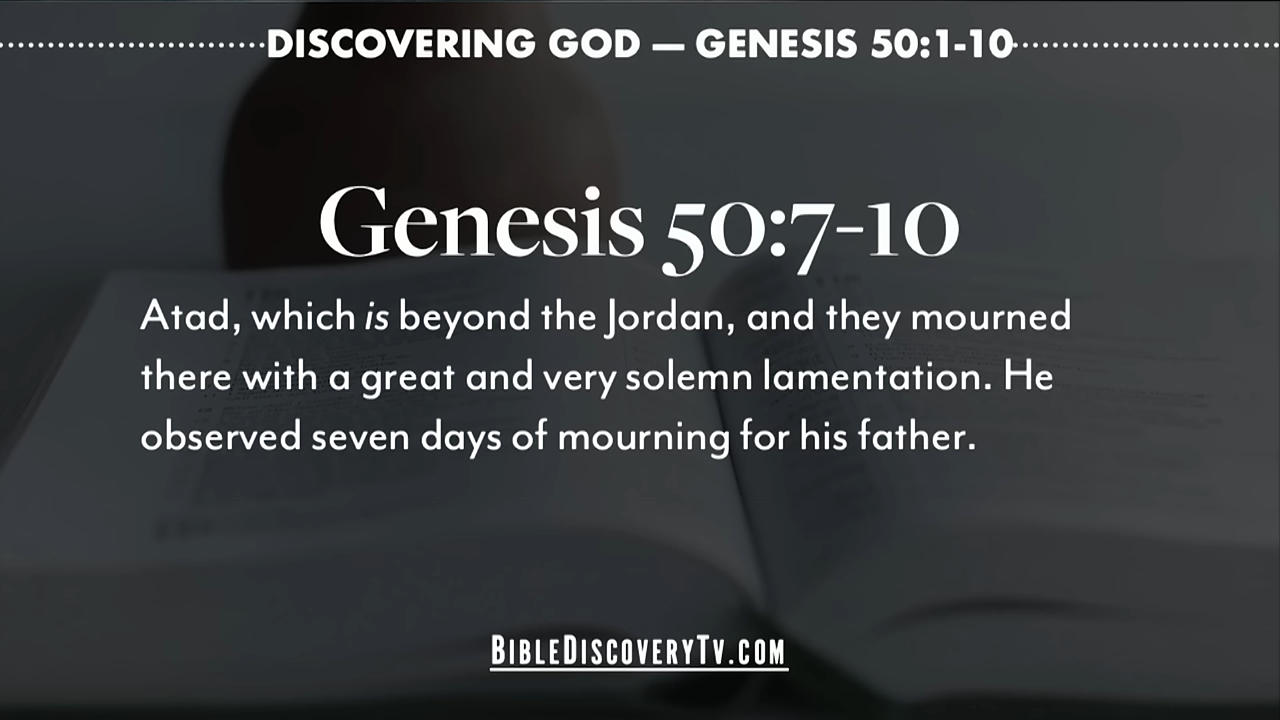 DISCOVERING GOD — GENESIS 50:1-10
Genesis 50:7-10
Atad, which is beyond the Jordan, and they mourned
there with a great and very solemn lamentation. He
observed seven days of mourning for his father.
BIBLEDISCOVERYTV.COM